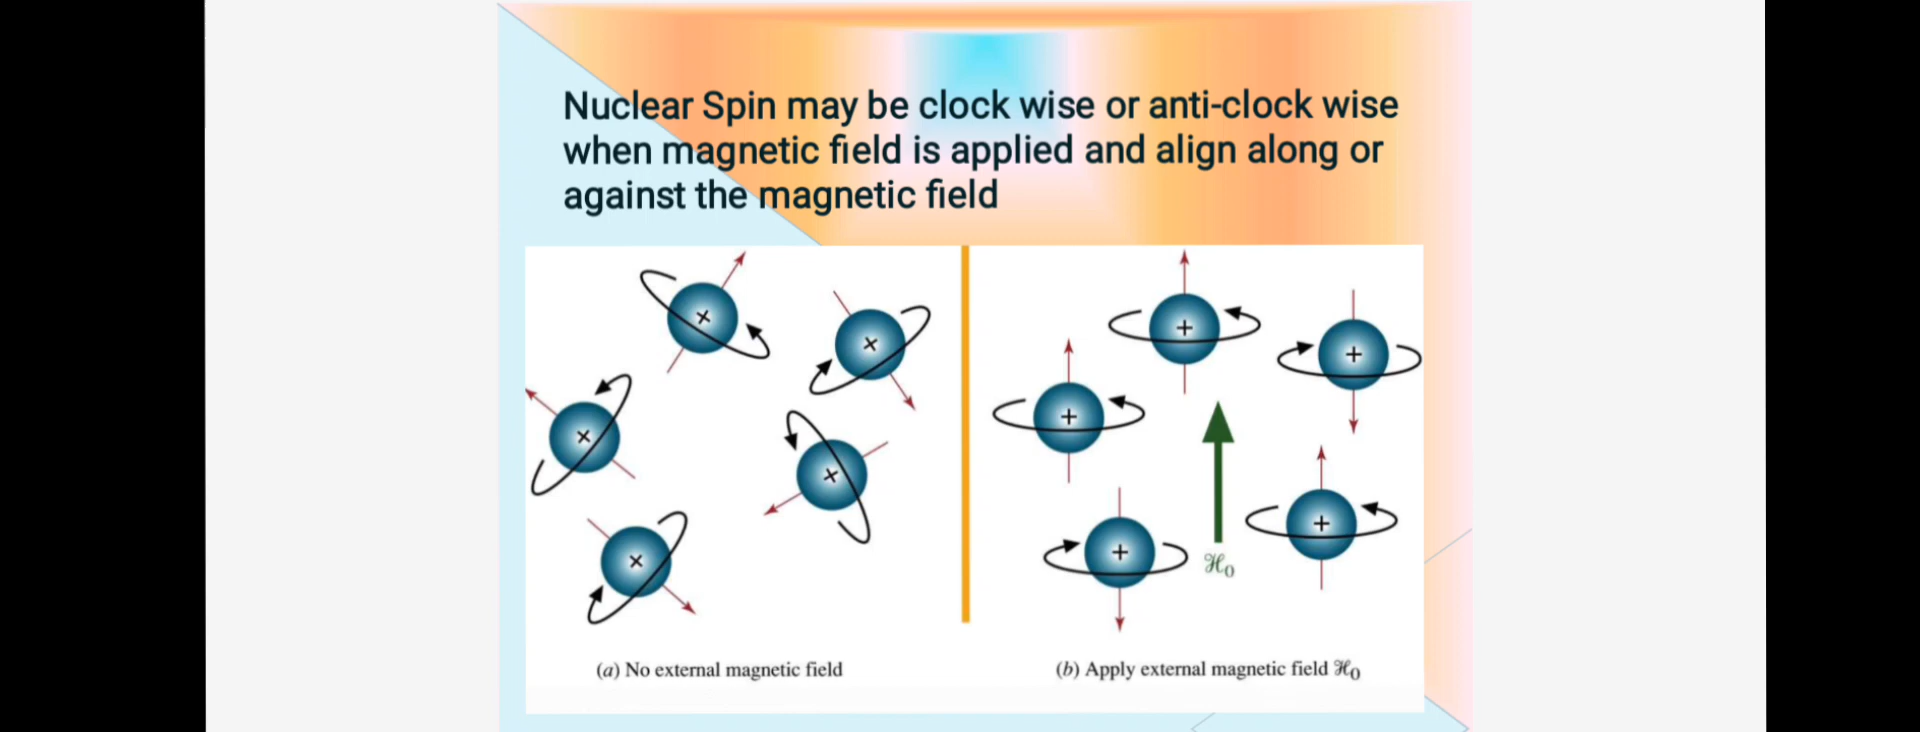 Nuclear Spin may be clock wise or anti-clock wise
when magnetic field is applied and align along or
against the magnetic field
×
×
×
×
×
+
+
+
+
+
ℋ₀
(a) No external magnetic field
(b) Apply external magnetic field ℋ₀